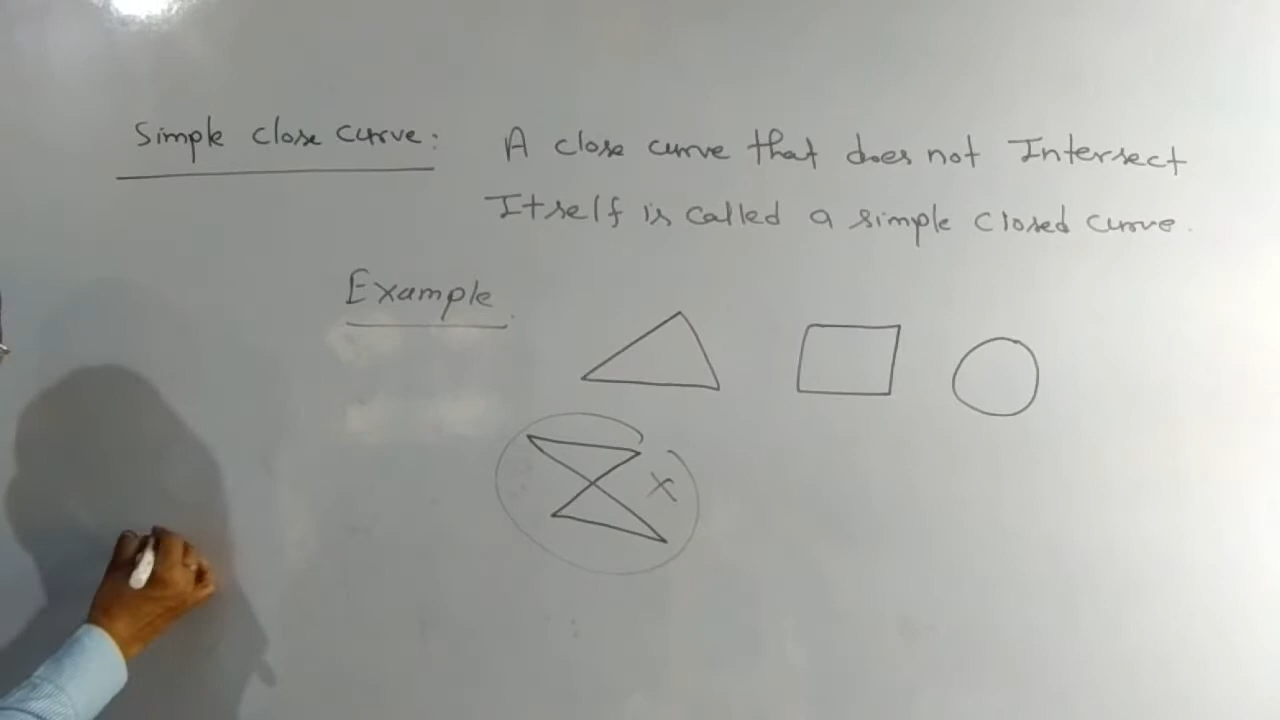 Simple close curve: A close curve that does not Intersect
Itself is called a simple closed curve.
Example
x